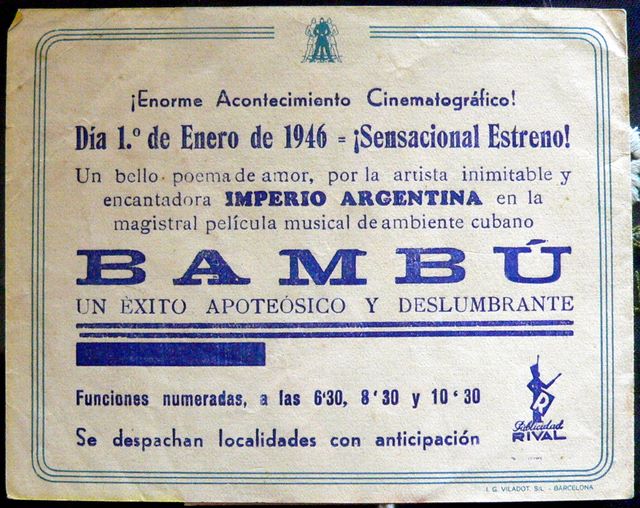 ¡Enorme Acontecimiento Cinematográfico!
Día 1.º de Enero de 1946 = ¡Sensacional Estreno!
Un bello poema de amor, por la artista inimitable y
encantadora IMPERIO ARGENTINA en la
magistral película musical de ambiente cubano
BAMBÚ
UN ÉXITO APOTEÓSICO Y DESLUMBRANTE
Funciones numeradas, a las 6'30, 8'30 y 10'30
Se despachan localidades con anticipación
R
Publicidad
RIVAL
I. G. VILADOT, S/L. - BARCELONA